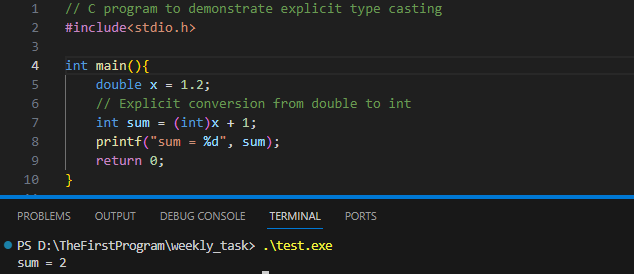 1 // C program to demonstrate explicit type casting
2 #include<stdio.h>
3
4 int main(){
5 double x = 1.2;
6 // Explicit conversion from double to int
7 int sum = (int)x + 1;
8 printf("sum = %d", sum);
9 return 0;
10 }
PROBLEMS OUTPUT DEBUG CONSOLE TERMINAL PORTS
PS D:\TheFirstProgram\weekly_task> .\test.exe
sum = 2